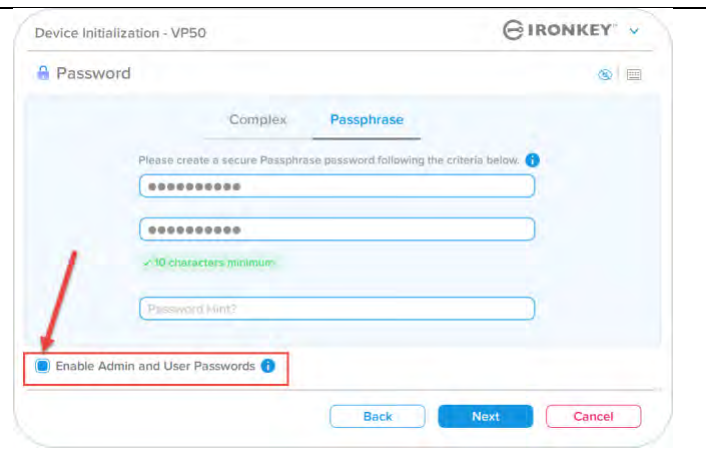 Device Initialization - VP50
IRONKEY™
Password
Complex Passphrase
Please create a secure Passphrase password following the criteria below.
✓ 10 characters minimum
Password Hint?
Enable Admin and User Passwords
Back Next Cancel